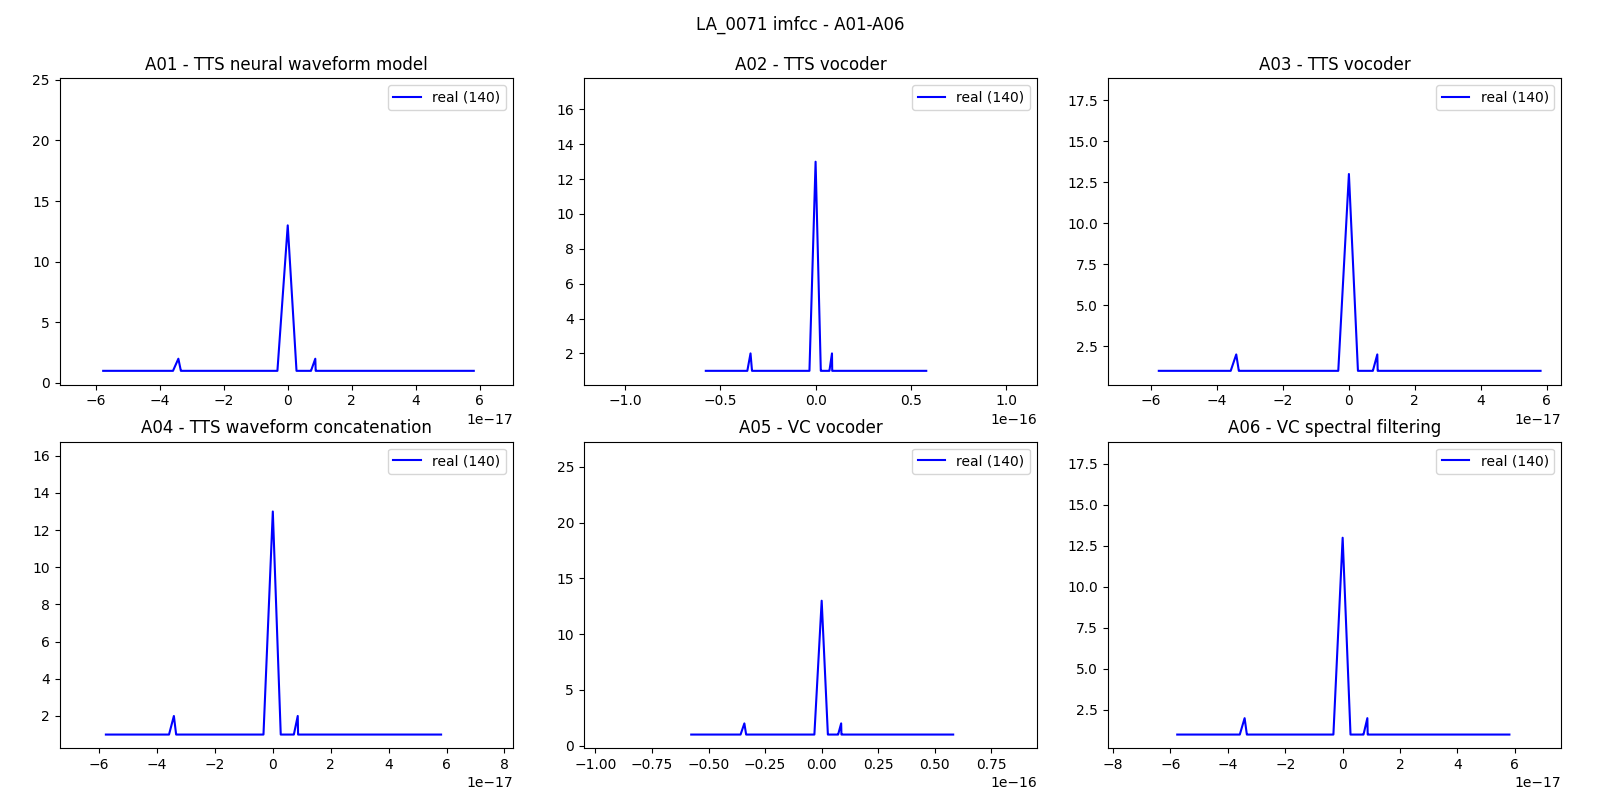 LA_0071 imfcc - A01-A06
A01 - TTS neural waveform model
real (140)
25
20
15
10
5
0
−6 −4 −2 0 2 4 6
1e−17
A02 - TTS vocoder
real (140)
16
14
12
10
8
6
4
2
−1.0 −0.5 0.0 0.5 1.0
1e−16
A03 - TTS vocoder
real (140)
17.5
15.0
12.5
10.0
7.5
5.0
2.5
−6 −4 −2 0 2 4 6
1e−17
A04 - TTS waveform concatenation
real (140)
16
14
12
10
8
6
4
2
−6 −4 −2 0 2 4 6 8
1e−17
A05 - VC vocoder
real (140)
25
20
15
10
5
0
−1.00 −0.75 −0.50 −0.25 0.00 0.25 0.50 0.75
1e−16
A06 - VC spectral filtering
real (140)
17.5
15.0
12.5
10.0
7.5
5.0
2.5
−8 −6 −4 −2 0 2 4 6
1e−17